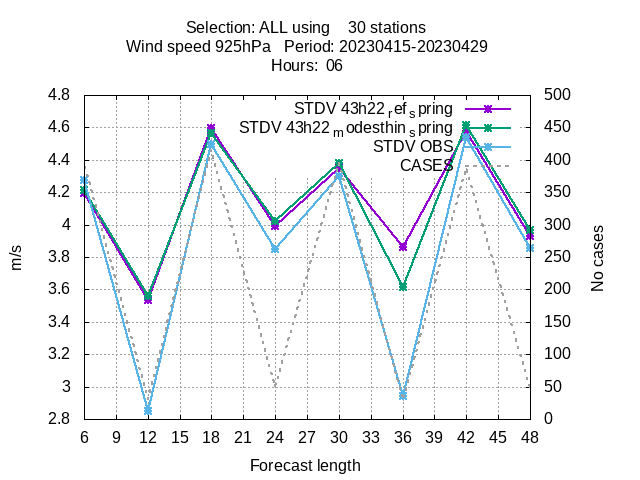 Selection: ALL using    30 stations
Wind speed 925hPa   Period: 20230415-20230429
Hours:  06
4.8
4.6
4.4
4.2
4
3.8
3.6
3.4
3.2
3
2.8
m/s
STDV 43h22 ref spring
STDV 43h22 modesthin spring
STDV OBS
CASES
500
450
400
350
300
250
200
150
100
50
0
No cases
6 9 12 15 18 21 24 27 30 33 36 39 42 45 48
Forecast length